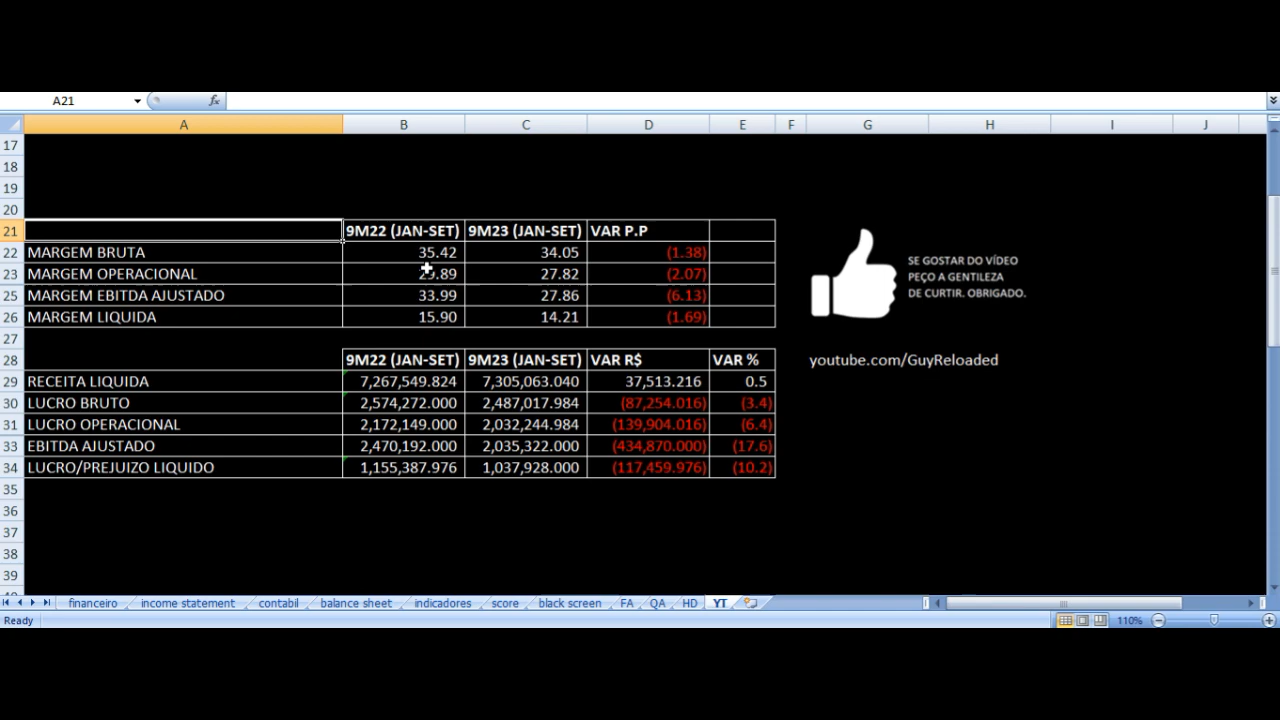 A21
fx
A B C D E F G H I J
17
18
19
20
21 9M22 (JAN-SET) 9M23 (JAN-SET) VAR P.P
22 MARGEM BRUTA 35.42 34.05 (1.38)
23 MARGEM OPERACIONAL 29.89 27.82 (2.07)
25 MARGEM EBITDA AJUSTADO 33.99 27.86 (6.13)
26 MARGEM LIQUIDA 15.90 14.21 (1.69)
SE GOSTAR DO VÍDEO
PEÇO A GENTILEZA
DE CURTIR. OBRIGADO.
27
28 9M22 (JAN-SET) 9M23 (JAN-SET) VAR R$ VAR % youtube.com/GuyReloaded
29 RECEITA LIQUIDA 7,267,549.824 7,305,063.040 37,513.216 0.5
30 LUCRO BRUTO 2,574,272.000 2,487,017.984 (87,254.016) (3.4)
31 LUCRO OPERACIONAL 2,172,149.000 2,032,244.984 (139,904.016) (6.4)
33 EBITDA AJUSTADO 2,470,192.000 2,035,322.000 (434,870.000) (17.6)
34 LUCRO/PREJUIZO LIQUIDO 1,155,387.976 1,037,928.000 (117,459.976) (10.2)
35
36
37
38
39
financeiro income statement contabil balance sheet indicadores score black screen FA QA HD YT
Ready 110%